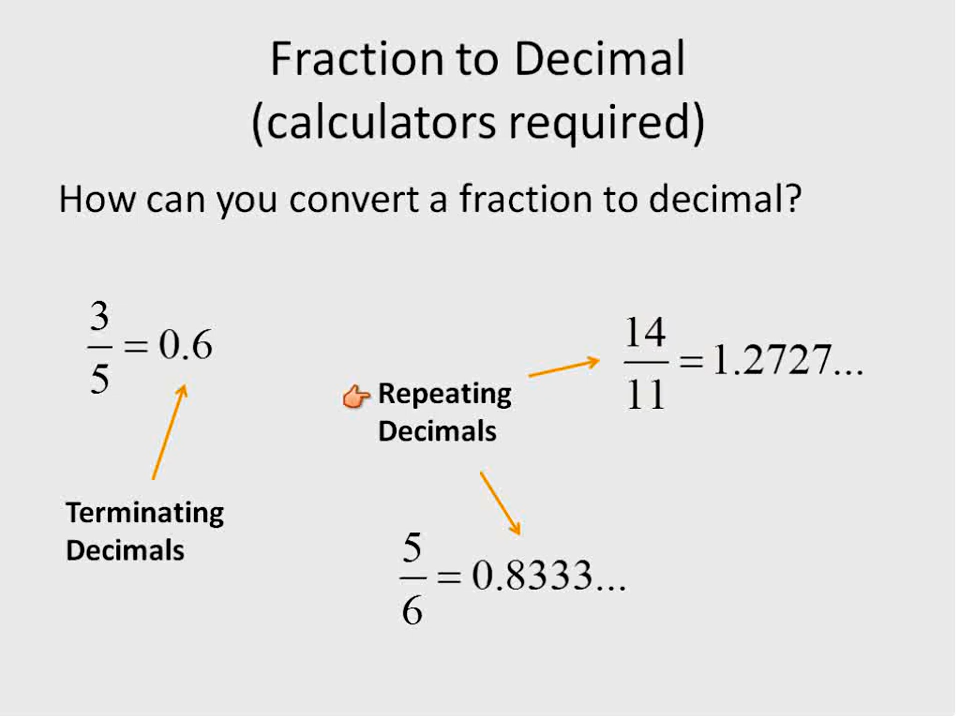 Fraction to Decimal
(calculators required)
How can you convert a fraction to decimal?
3/5 = 0.6
14/11 = 1.2727...
Repeating
Decimals
Terminating
Decimals
5/6 = 0.8333...